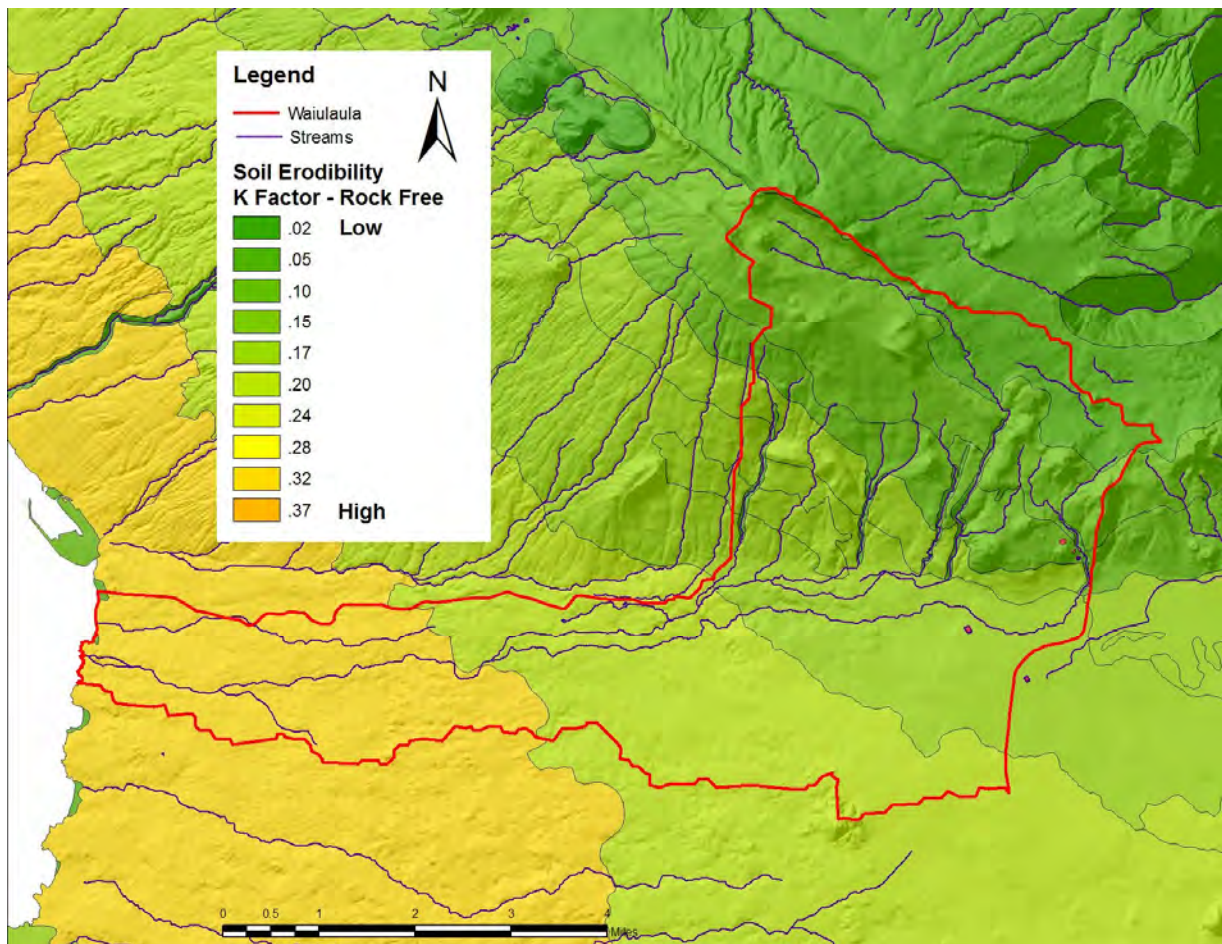 Legend
N
Waiulaula
Streams
Soil Erodibility
K Factor - Rock Free
.02 Low
.05
.10
.15
.17
.20
.24
.28
.32
.37 High
0 0.5 1 2 3 4
Miles